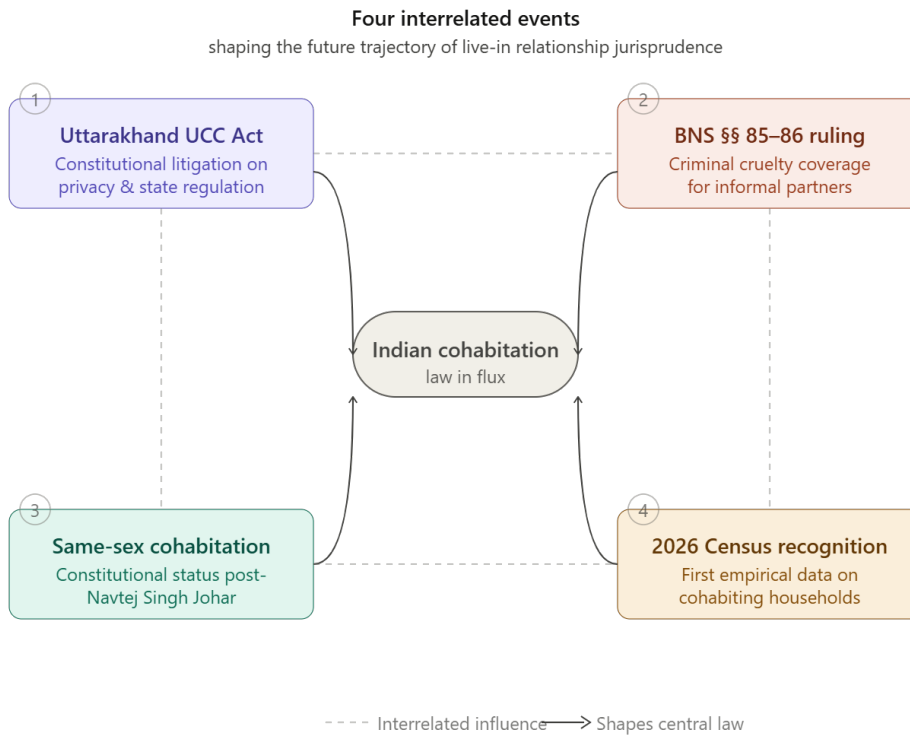 Four interrelated events
shaping the future trajectory of live-in relationship jurisprudence
1
Uttarakhand UCC Act
Constitutional litigation on
privacy & state regulation
2
BNS §§ 85–86 ruling
Criminal cruelty coverage
for informal partners
Indian cohabitation
law in flux
3
Same-sex cohabitation
Constitutional status post-
Navtej Singh Johar
4
2026 Census recognition
First empirical data on
cohabiting households
Interrelated influence
Shapes central law